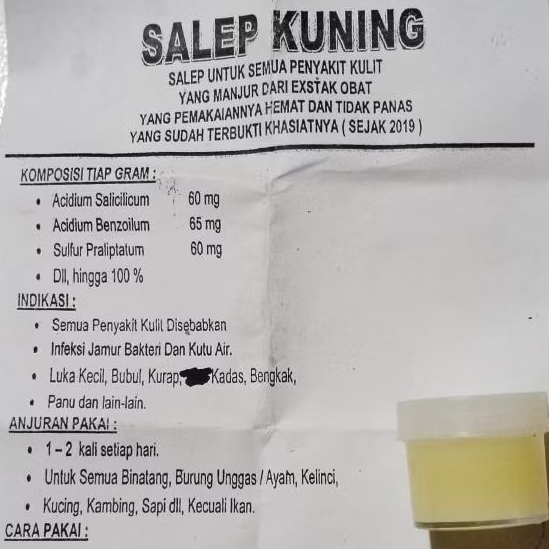 SALEP KUNING
SALEP UNTUK SEMUA PENYAKIT KULIT
YANG MANJUR DARI EXSTAK OBAT
YANG PEMAKAIANNYA HEMAT DAN TIDAK PANAS
YANG SUDAH TERBUKTI KHASIATNYA ( SEJAK 2019 )
KOMPOSISI TIAP GRAM :
• Acidium Salicilicum 60 mg
• Acidium Benzoilum 65 mg
• Sulfur Praliptatum 60 mg
• Dll, hingga 100 %
INDIKASI :
• Semua Penyakit Kulit Disebabkan
• Infeksi Jamur Bakteri Dan Kutu Air.
• Luka Kecil, Bubul, Kurap, Kadas, Bengkak,
• Panu dan lain-lain.
ANJURAN PAKAI :
• 1 – 2 kali setiap hari.
• Untuk Semua Binatang, Burung Unggas / Ayam, Kelinci,
• Kucing, Kambing, Sapi dll, Kecuali Ikan.
CARA PAKAI :